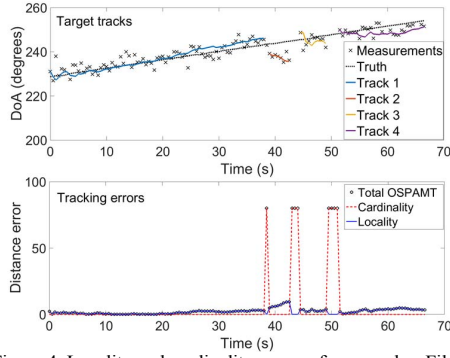 Target tracks
260
240
220
200
DoA (degrees)
Measurements
Truth
Track 1
Track 2
Track 3
Track 4
0 10 20 30 40 50 60 70
Time (s)
Tracking errors
100
50
0
Distance error
Total OSPAMT
Cardinality
Locality
0 10 20 30 40 50 60 70
Time (s)